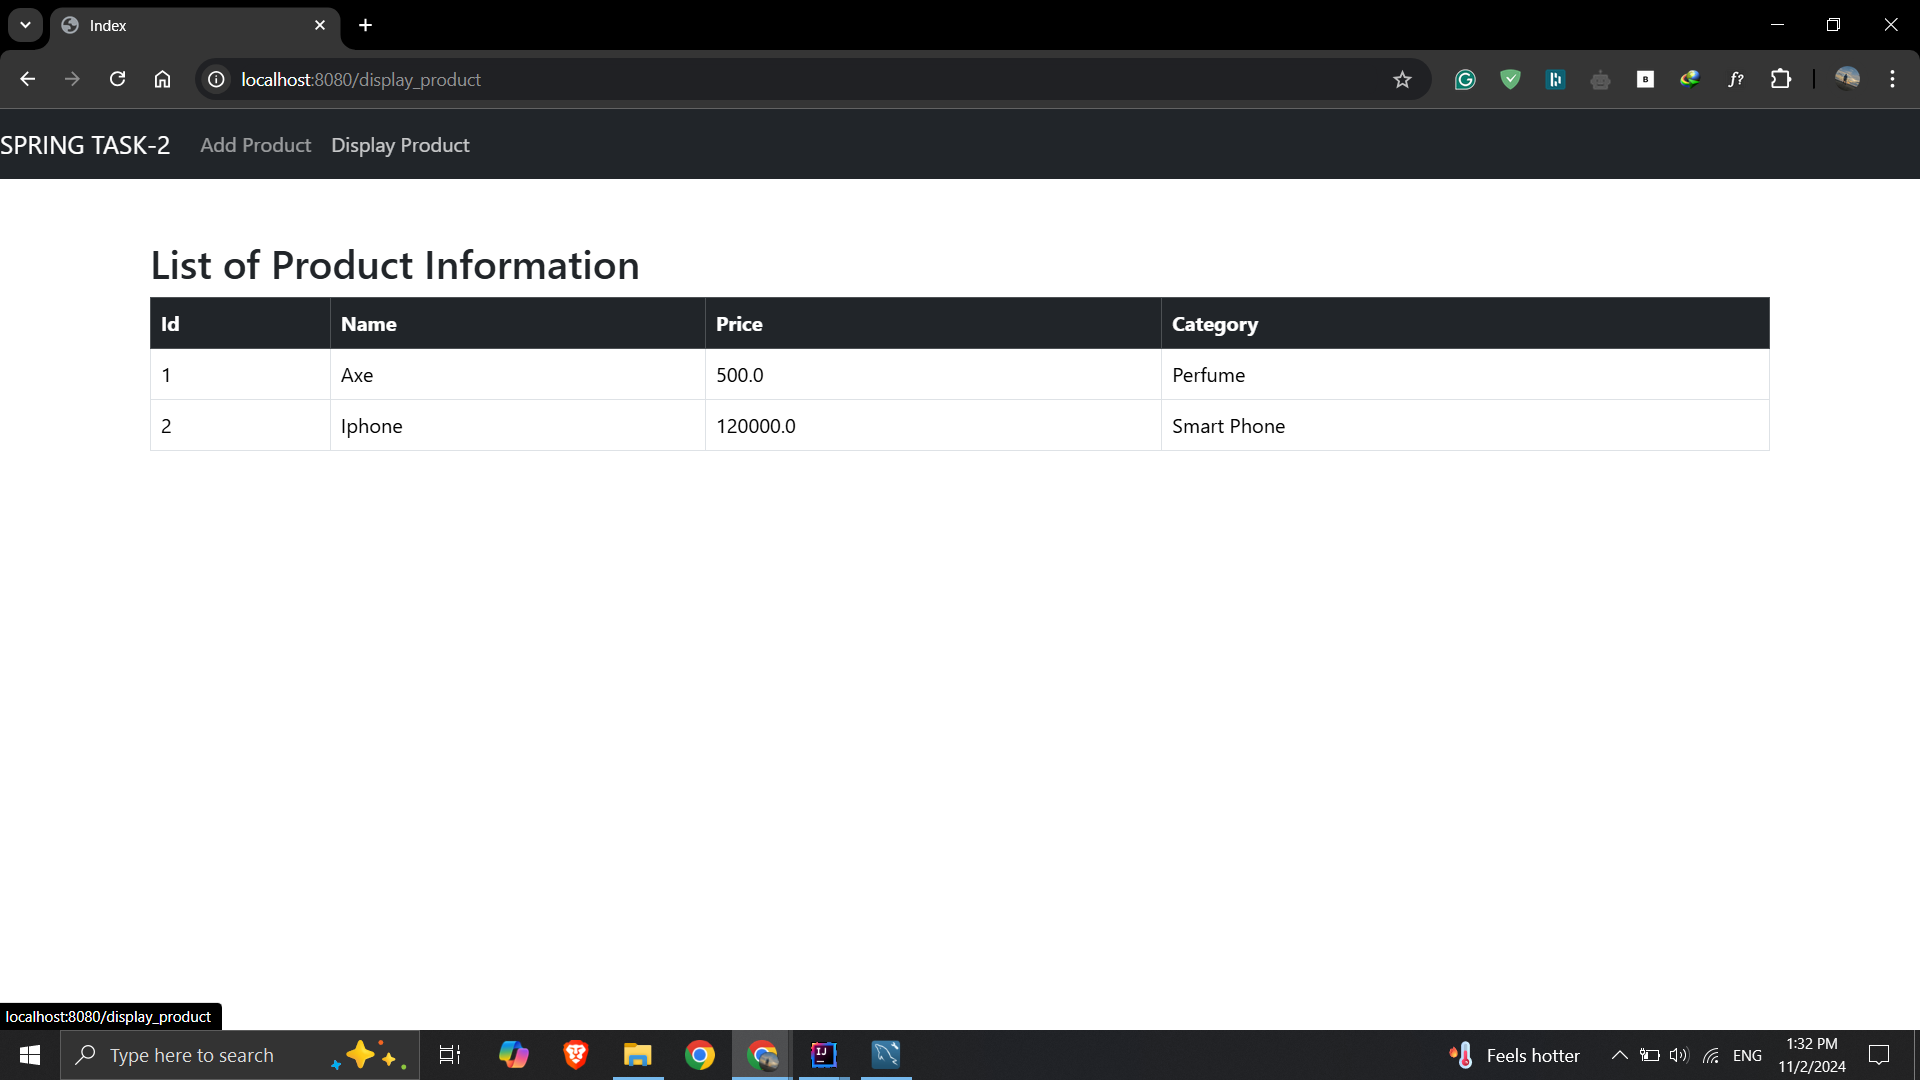 Index
localhost:8080/display_product
SPRING TASK-2 Add Product Display Product
List of Product Information
Id Name Price Category
1 Axe 500.0 Perfume
2 Iphone 120000.0 Smart Phone
localhost:8080/display_product
Type here to search
Feels hotter
ENG
1:32 PM
11/2/2024